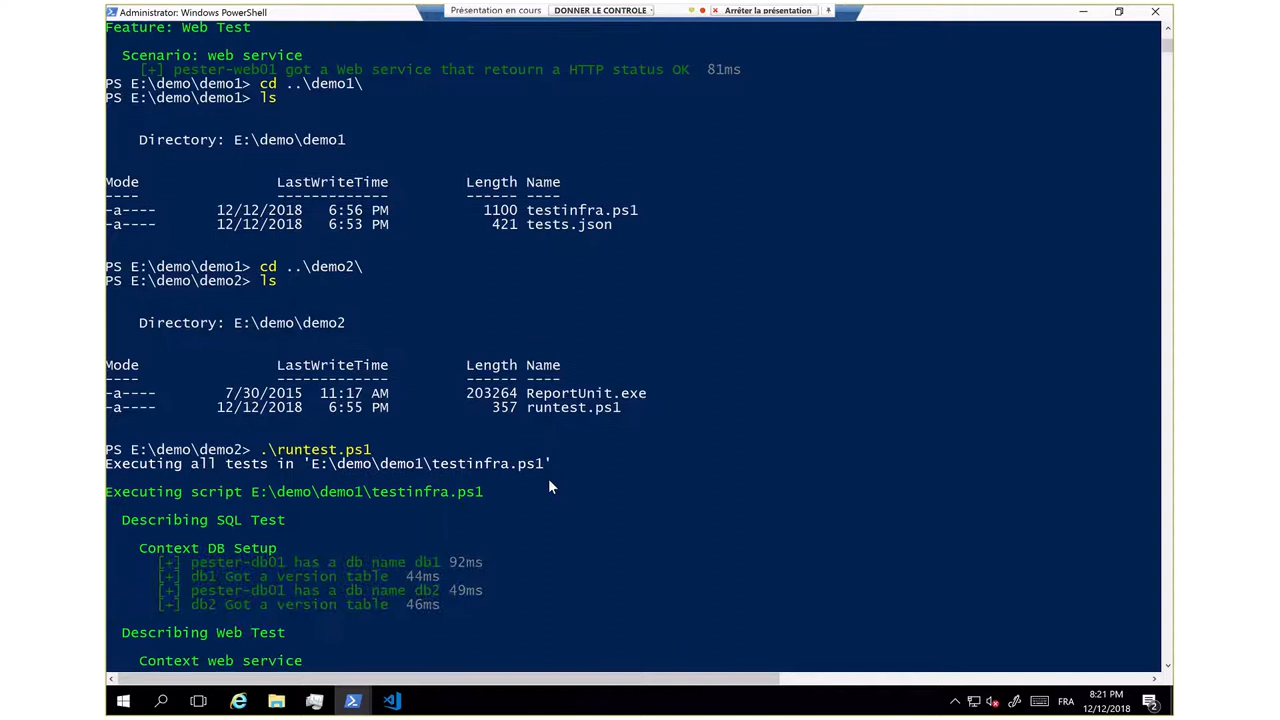 Administrator: Windows PowerShell
Présentation en cours DONNER LE CONTROLE Arrêter la présentation
Feature: Web Test
Scenario: web service
[+] pester-web01 got a Web service that retourn a HTTP status OK 81ms
PS E:\demo\demo1> cd ..\demo1\
PS E:\demo\demo1> ls
Directory: E:\demo\demo1
Mode LastWriteTime Length Name
---- ------------- ------ ----
-a---- 12/12/2018 6:56 PM 1100 testinfra.ps1
-a---- 12/12/2018 6:53 PM 421 tests.json
PS E:\demo\demo1> cd ..\demo2\
PS E:\demo\demo2> ls
Directory: E:\demo\demo2
Mode LastWriteTime Length Name
---- ------------- ------ ----
-a---- 7/30/2015 11:17 AM 203264 ReportUnit.exe
-a---- 12/12/2018 6:55 PM 357 runtest.ps1
PS E:\demo\demo2> .\runtest.ps1
Executing all tests in 'E:\demo\demo1\testinfra.ps1'
Executing script E:\demo\demo1\testinfra.ps1
Describing SQL Test
Context DB Setup
[+] pester-db01 has a db name db1 92ms
[+] db1 Got a version table 44ms
[+] pester-db01 has a db name db2 49ms
[+] db2 Got a version table 46ms
Describing Web Test
Context web service
FRA
8:21 PM
12/12/2018
2